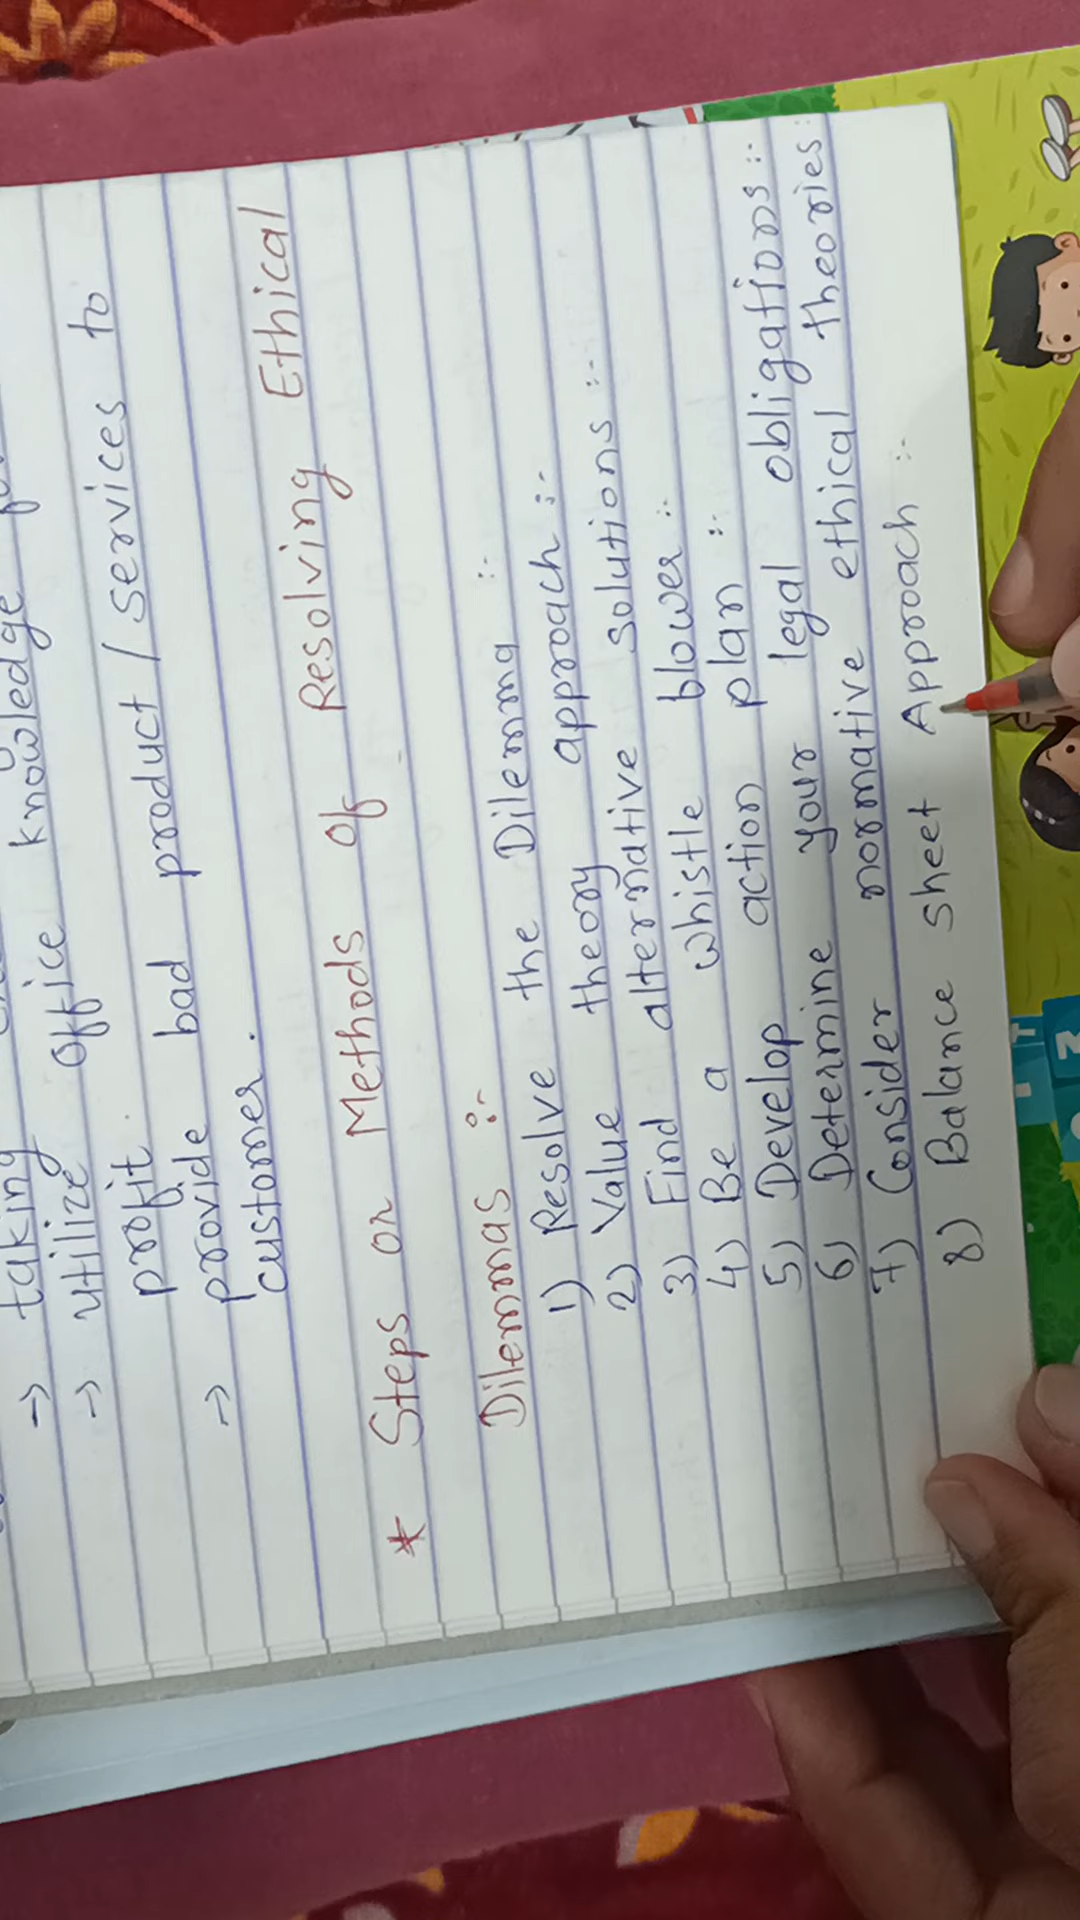 → taking
→ utilize office knowledge
profit.
→ provide bad product / services to
customer.
* Steps or Methods of Resolving Ethical
Dilemmas :-
1) Resolve the Dilemma :-
2) Value theory approach :-
3) Find alternative solutions :-
4) Be a whistle blower :-
5) Develop action plan :-
6) Determine your legal obligations :-
7) Consider normative ethical theories :
8) Balance sheet Approach :-